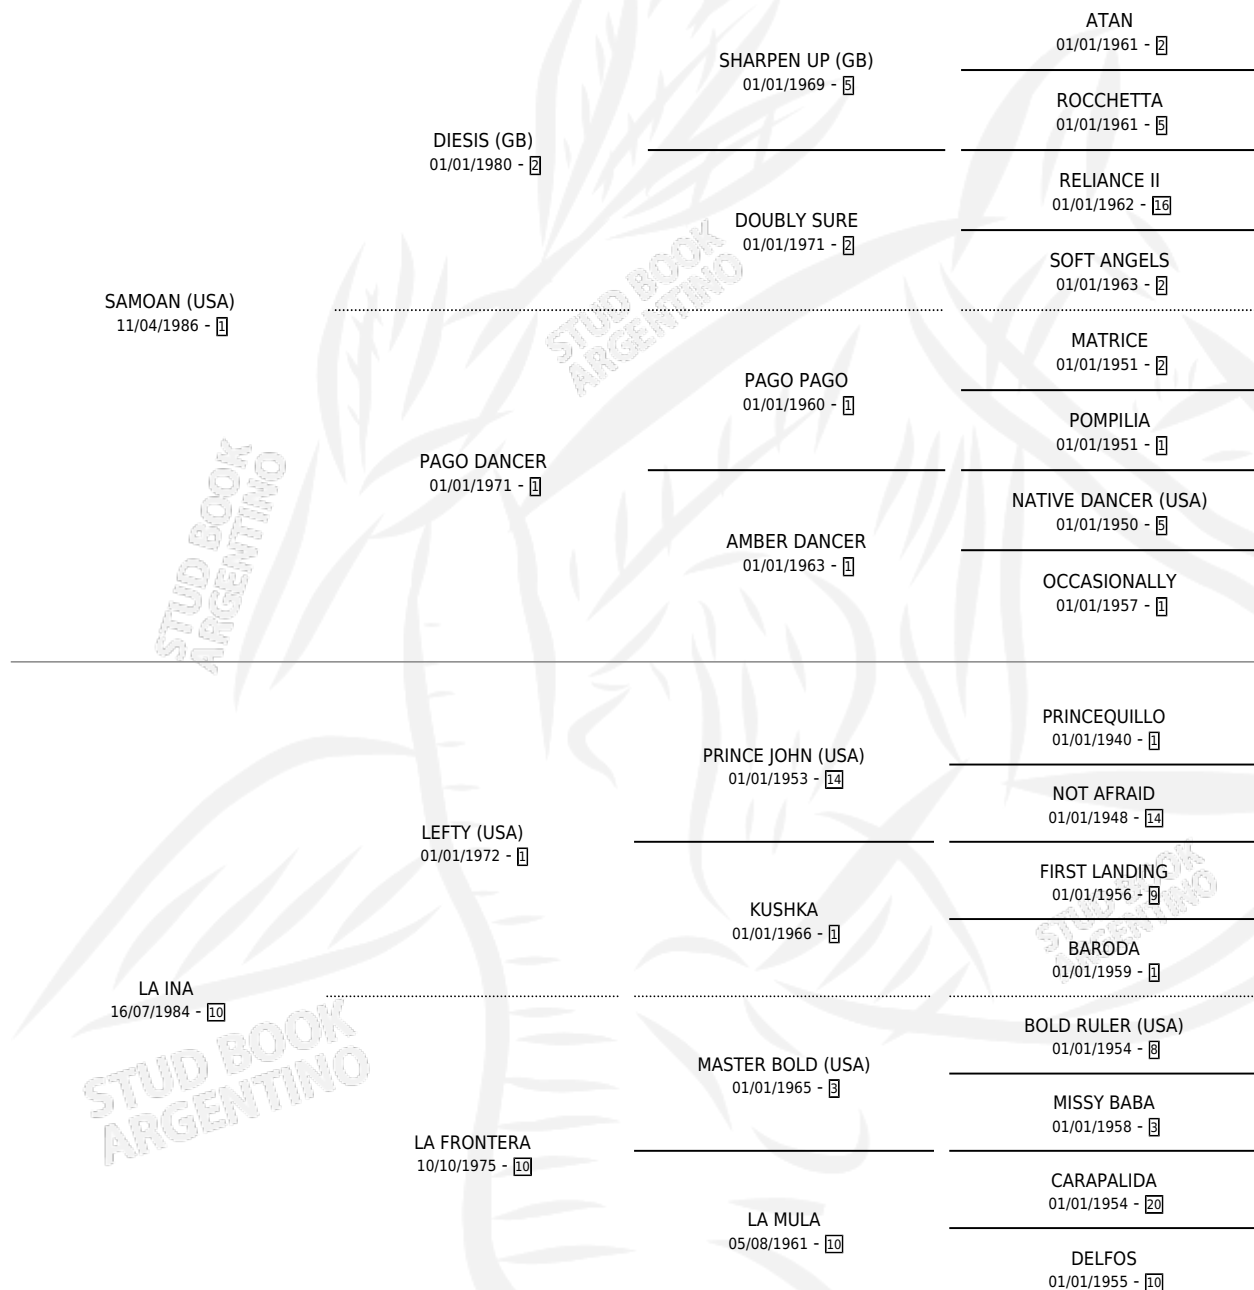 ATAN
01/01/1961 - 2
SHARPEN UP (GB)
01/01/1969 - 5
ROCCHETTA
01/01/1961 - 5
DIESIS (GB)
01/01/1980 - 2
RELIANCE II
01/01/1962 - 16
DOUBLY SURE
01/01/1971 - 2
SOFT ANGELS
01/01/1963 - 2
SAMOAN (USA)
11/04/1986 - 1
MATRICE
01/01/1951 - 2
PAGO PAGO
01/01/1960 - 1
POMPILIA
01/01/1951 - 1
PAGO DANCER
01/01/1971 - 1
NATIVE DANCER (USA)
01/01/1950 - 5
AMBER DANCER
01/01/1963 - 1
OCCASIONALLY
01/01/1957 - 1
PRINCEQUILLO
01/01/1940 - 1
PRINCE JOHN (USA)
01/01/1953 - 14
NOT AFRAID
01/01/1948 - 14
LEFTY (USA)
01/01/1972 - 1
FIRST LANDING
01/01/1956 - 9
KUSHKA
01/01/1966 - 1
BARODA
01/01/1959 - 1
LA INA
16/07/1984 - 10
BOLD RULER (USA)
01/01/1954 - 8
MASTER BOLD (USA)
01/01/1965 - 3
MISSY BABA
01/01/1958 - 3
LA FRONTERA
10/10/1975 - 10
CARAPALIDA
01/01/1954 - 20
LA MULA
05/08/1961 - 10
DELFOS
01/01/1955 - 10
STUD BOOK
ARGENTINO
STUD BOOK
ARGENTINO
STUD BOOK
ARGENTINO
STUD BOOK
ARGENTINO